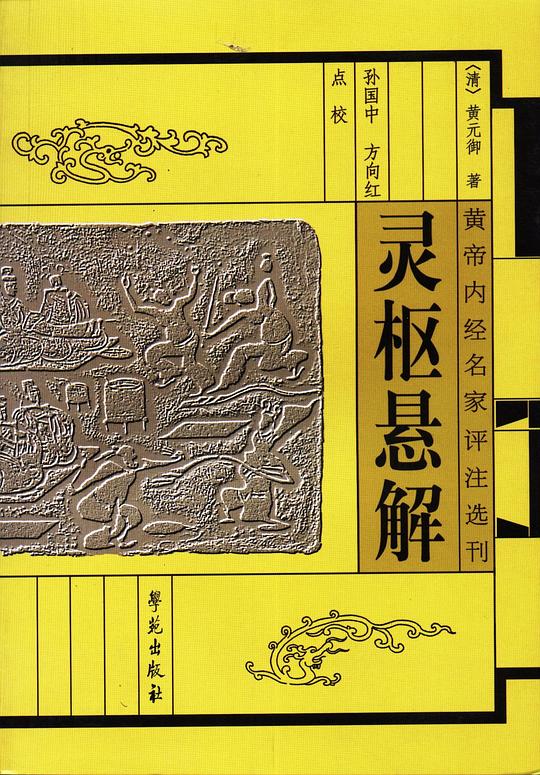 〈清〉 黄元御 著
孙国中 方向红
点校
黄帝内经名家评注选刊
灵枢悬解
學苑出版社